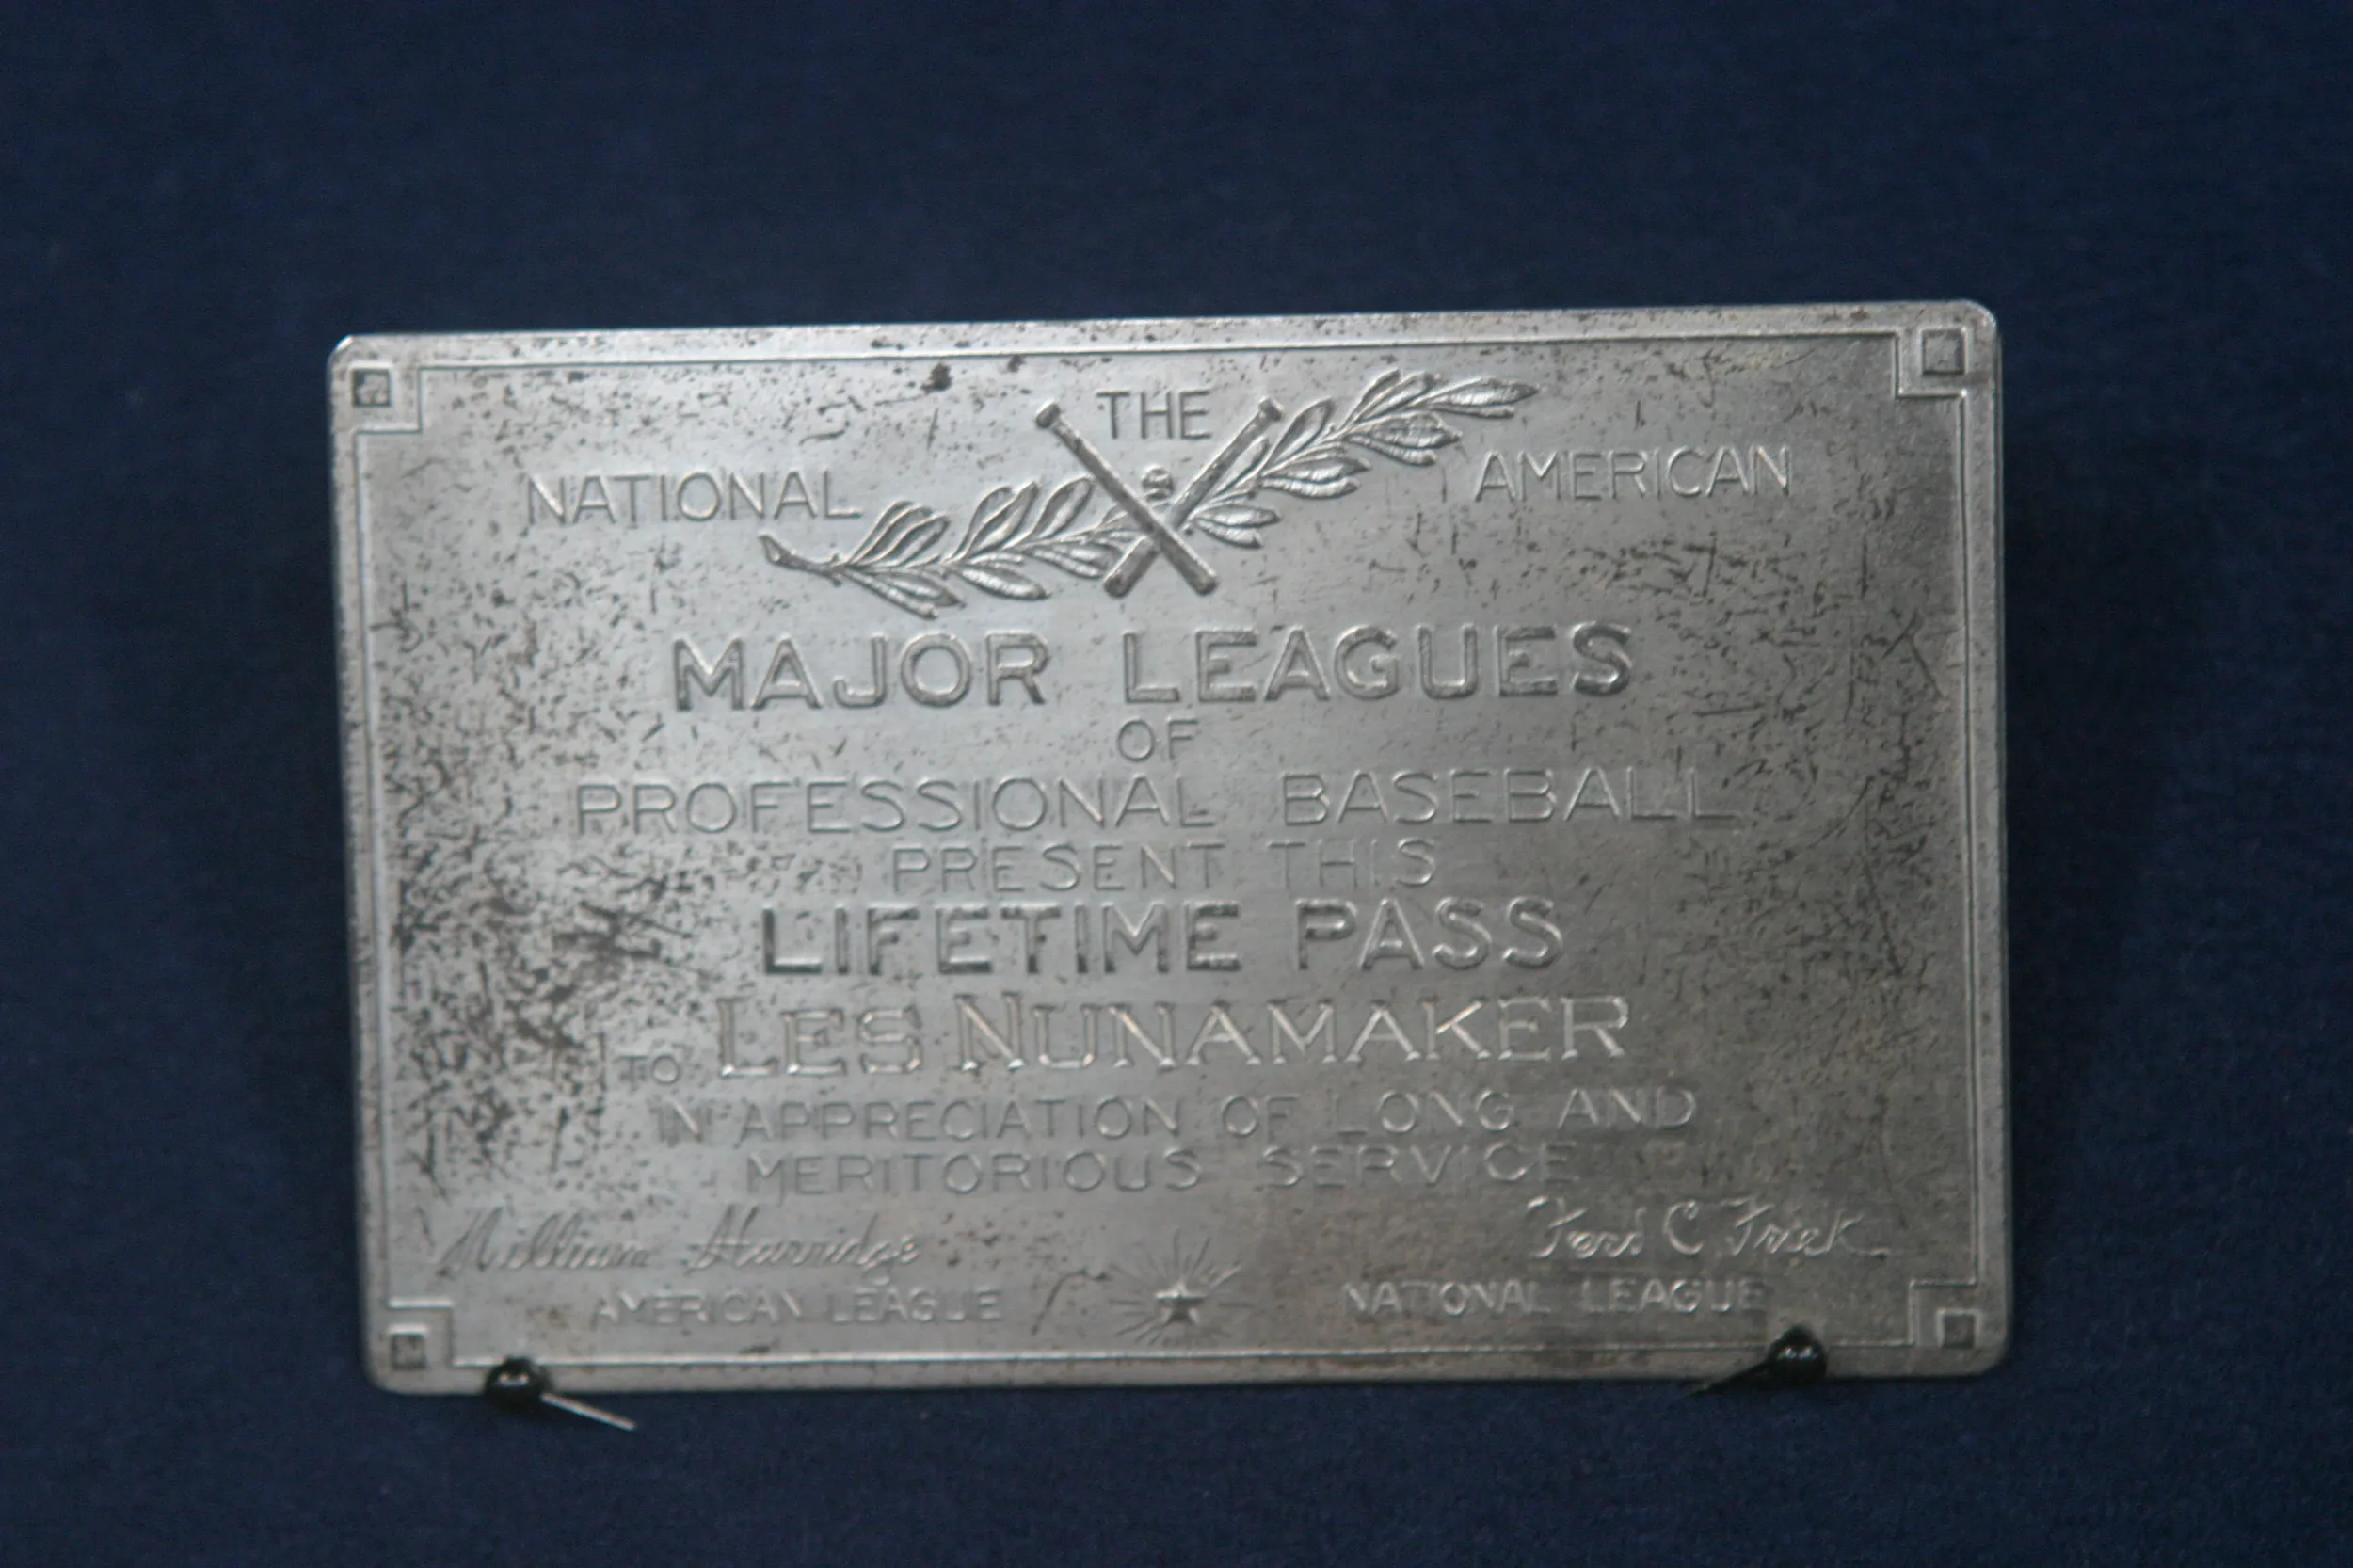 THE
NATIONAL AMERICAN
MAJOR LEAGUES
OF
PROFESSIONAL BASEBALL
PRESENT THIS
LIFETIME PASS
TO LES NUNAMAKER
IN APPRECIATION OF LONG AND
MERITORIOUS SERVICE
William Harridge Ford C Frick
AMERICAN LEAGUE NATIONAL LEAGUE